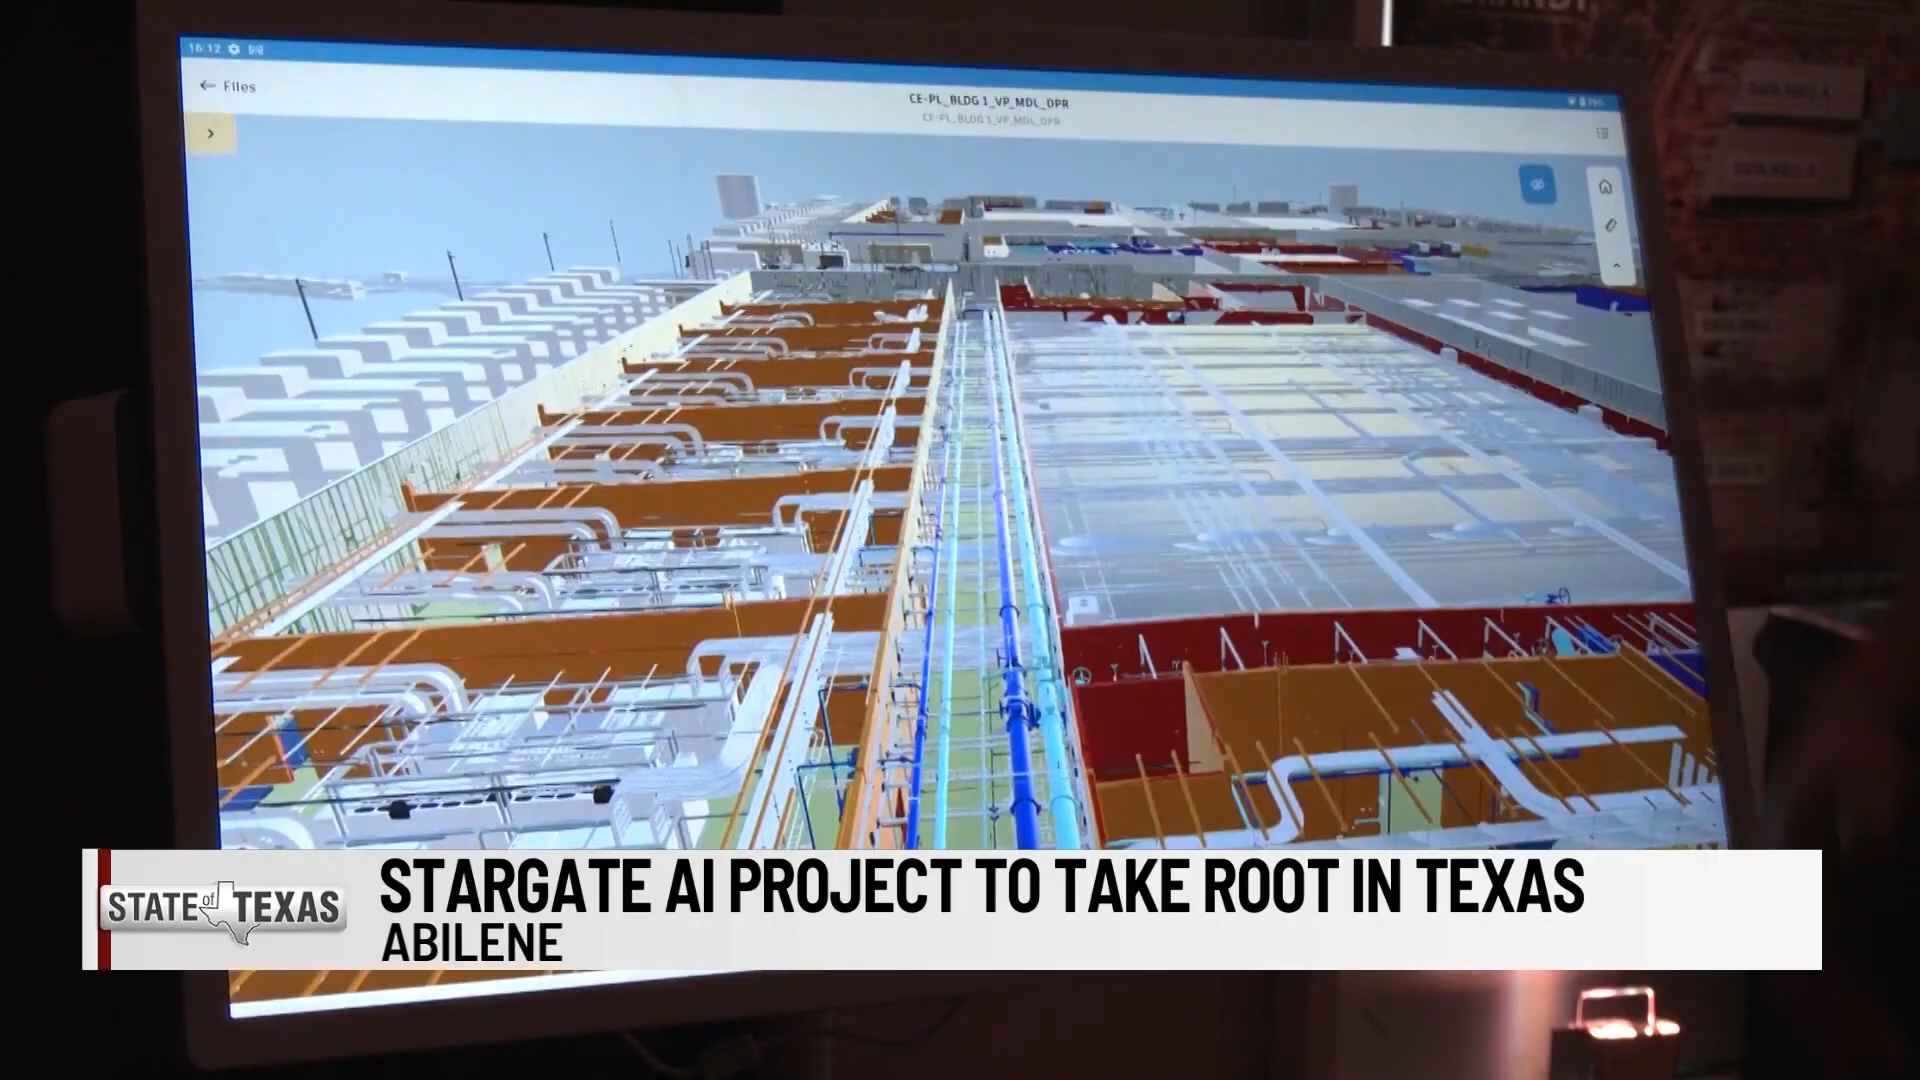 16:12
← Files
CE-PL_BLDG 1_VP_MDL_DPR
CE-PL_BLDG 1_VP_MDL_DPR
STATE of TEXAS
STARGATE AI PROJECT TO TAKE ROOT IN TEXAS
ABILENE